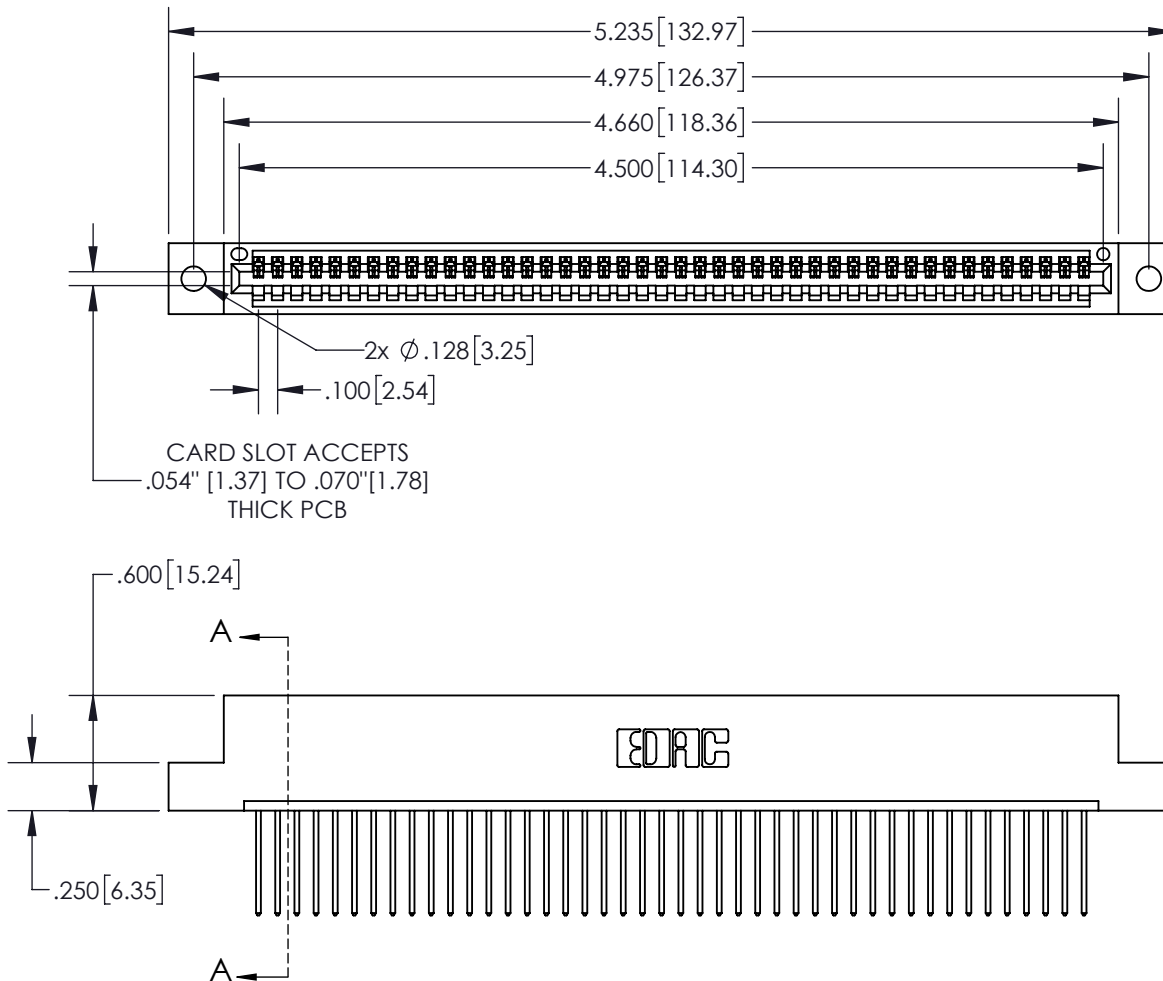 5.235[132.97]
4.975[126.37]
4.660[118.36]
4.500[114.30]
2x ⌀.128[3.25]
.100[2.54]
CARD SLOT ACCEPTS
.054" [1.37] TO .070"[1.78]
THICK PCB
.600[15.24]
A
EDAC
.250[6.35]
A